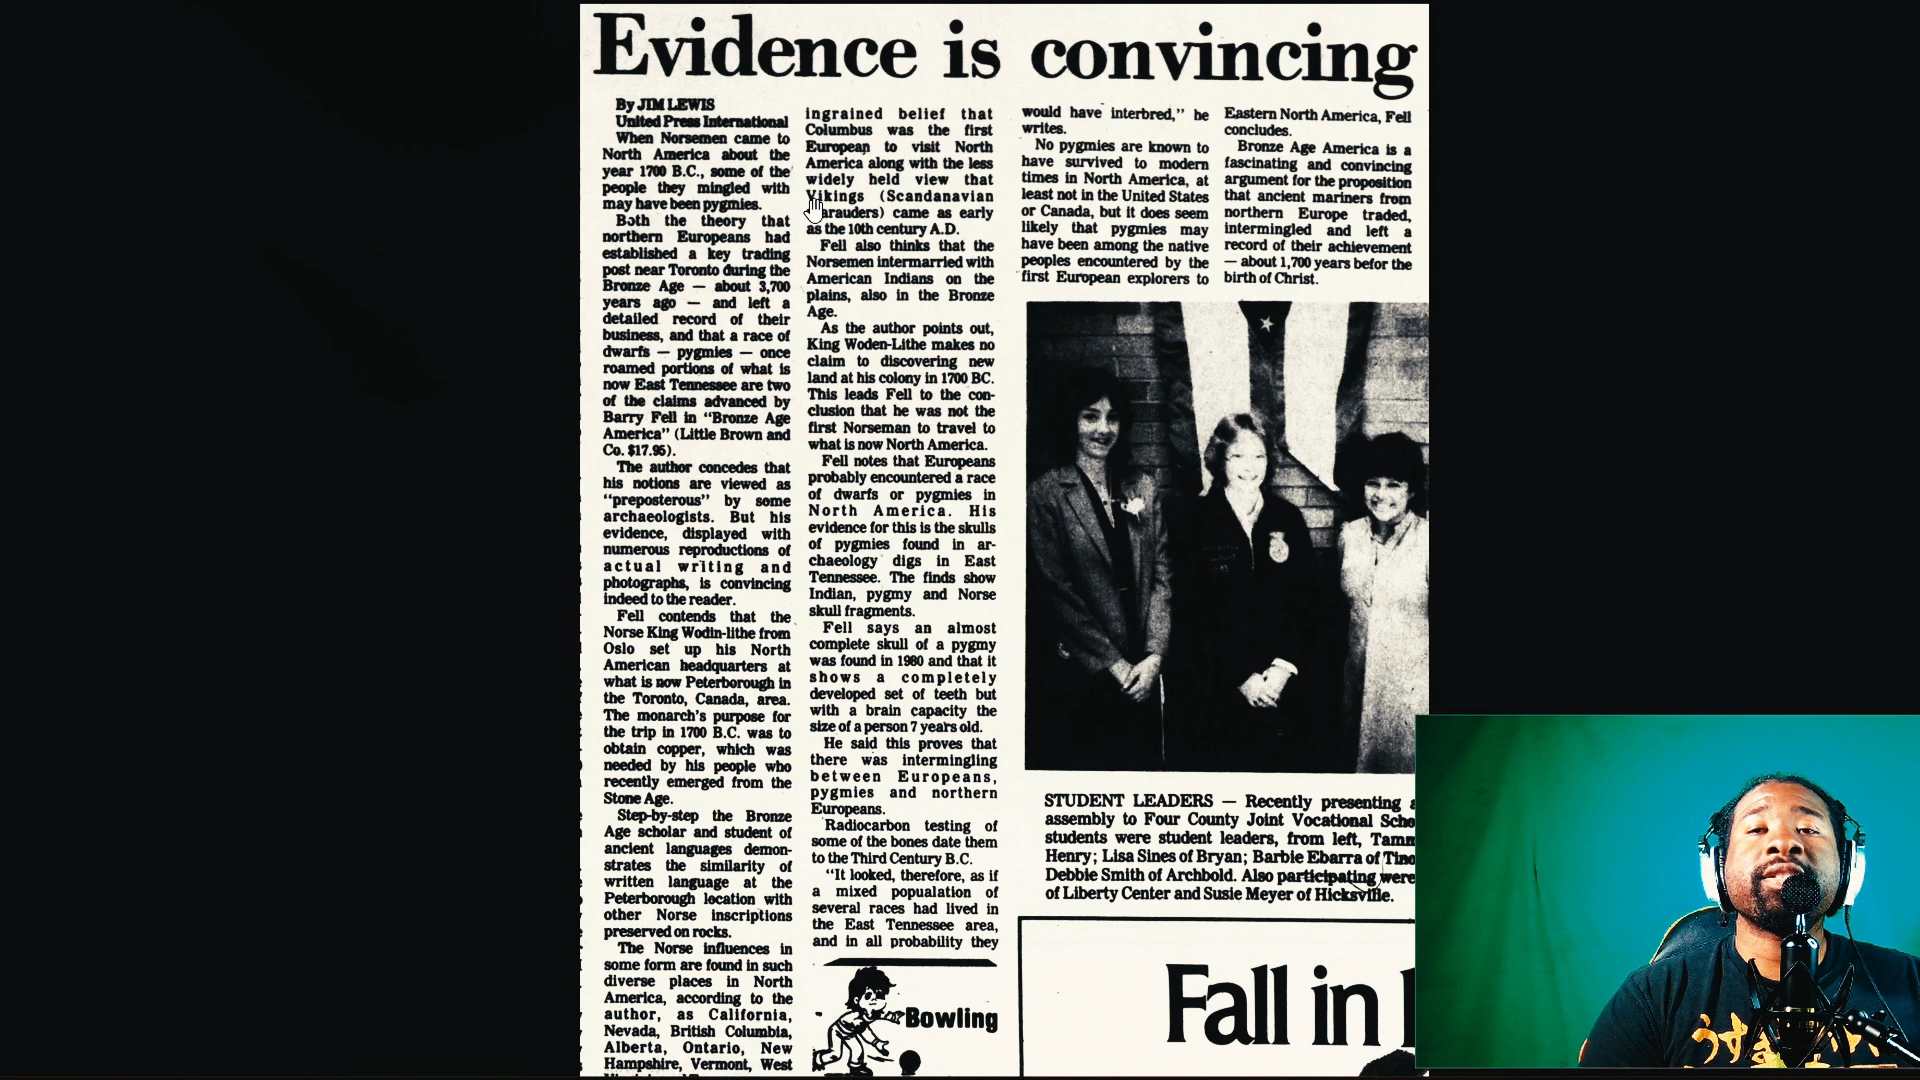 Evidence is convincing
By JIM LEWIS
United Press International
When Norsemen came to
North America about the
year 1700 B.C., some of the
people they mingled with
may have been pygmies.
Both the theory that
northern Europeans had
established a key trading
post near Toronto during the
Bronze Age — about 3,700
years ago — and left a
detailed record of their
business, and that a race of
dwarfs — pygmies — once
roamed portions of what is
now East Tennessee are two
of the claims advanced by
Barry Fell in "Bronze Age
America" (Little Brown and
Co. $17.95).
The author concedes that
his notions are viewed as
"preposterous" by some
archaeologists. But his
evidence, displayed with
numerous reproductions of
actual writing and
photographs, is convincing
indeed to the reader.
Fell contends that the
Norse King Wodin-lithe from
Oslo set up his North
American headquarters at
what is now Peterborough in
the Toronto, Canada, area.
The monarch's purpose for
the trip in 1700 B.C. was to
obtain copper, which was
needed by his people who
recently emerged from the
Stone Age.
Step-by-step the Bronze
Age scholar and student of
ancient languages demon-
strates the similarity of
written language at the
Peterborough location with
other Norse inscriptions
preserved on rocks.
The Norse influences in
some form are found in such
diverse places in North
America, according to the
author, as California,
Nevada, British Columbia,
Alberta, Ontario, New
Hampshire, Vermont, West
ingrained belief that
Columbus was the first
European to visit North
America along with the less
widely held view that
Vikings (Scandanavian
arauders) came as early
as the 10th century A.D.
Fell also thinks that the
Norsemen intermarried with
American Indians on the
plains, also in the Bronze
Age.
As the author points out,
King Woden-Lithe makes no
claim to discovering new
land at his colony in 1700 BC.
This leads Fell to the con-
clusion that he was not the
first Norseman to travel to
what is now North America.
Fell notes that Europeans
probably encountered a race
of dwarfs or pygmies in
North America. His
evidence for this is the skulls
of pygmies found in ar-
chaeology digs in East
Tennessee. The finds show
Indian, pygmy and Norse
skull fragments.
Fell says an almost
complete skull of a pygmy
was found in 1980 and that it
shows a completely
developed set of teeth but
with a brain capacity the
size of a person 7 years old.
He said this proves that
there was intermingling
between Europeans,
pygmies and northern
Europeans.
Radiocarbon testing of
some of the bones date them
to the Third Century B.C.
"It looked, therefore, as if
a mixed popualation of
several races had lived in
the East Tennessee area,
and in all probability they
Bowling
would have interbred," he
writes.
No pygmies are known to
have survived to modern
times in North America, at
least not in the United States
or Canada, but it does seem
likely that pygmies may
have been among the native
peoples encountered by the
first European explorers to
Eastern North America, Fell
concludes.
Bronze Age America is a
fascinating and convincing
argument for the proposition
that ancient mariners from
northern Europe traded,
intermingled and left a
record of their achievement
— about 1,700 years befor the
birth of Christ.
STUDENT LEADERS — Recently presenting a
assembly to Four County Joint Vocational Scho
students were student leaders, from left, Tamm
Henry; Lisa Sines of Bryan; Barbie Ebarra of Tino
Debbie Smith of Archbold. Also participating were
of Liberty Center and Susie Meyer of Hicksville.
Fall in
うず